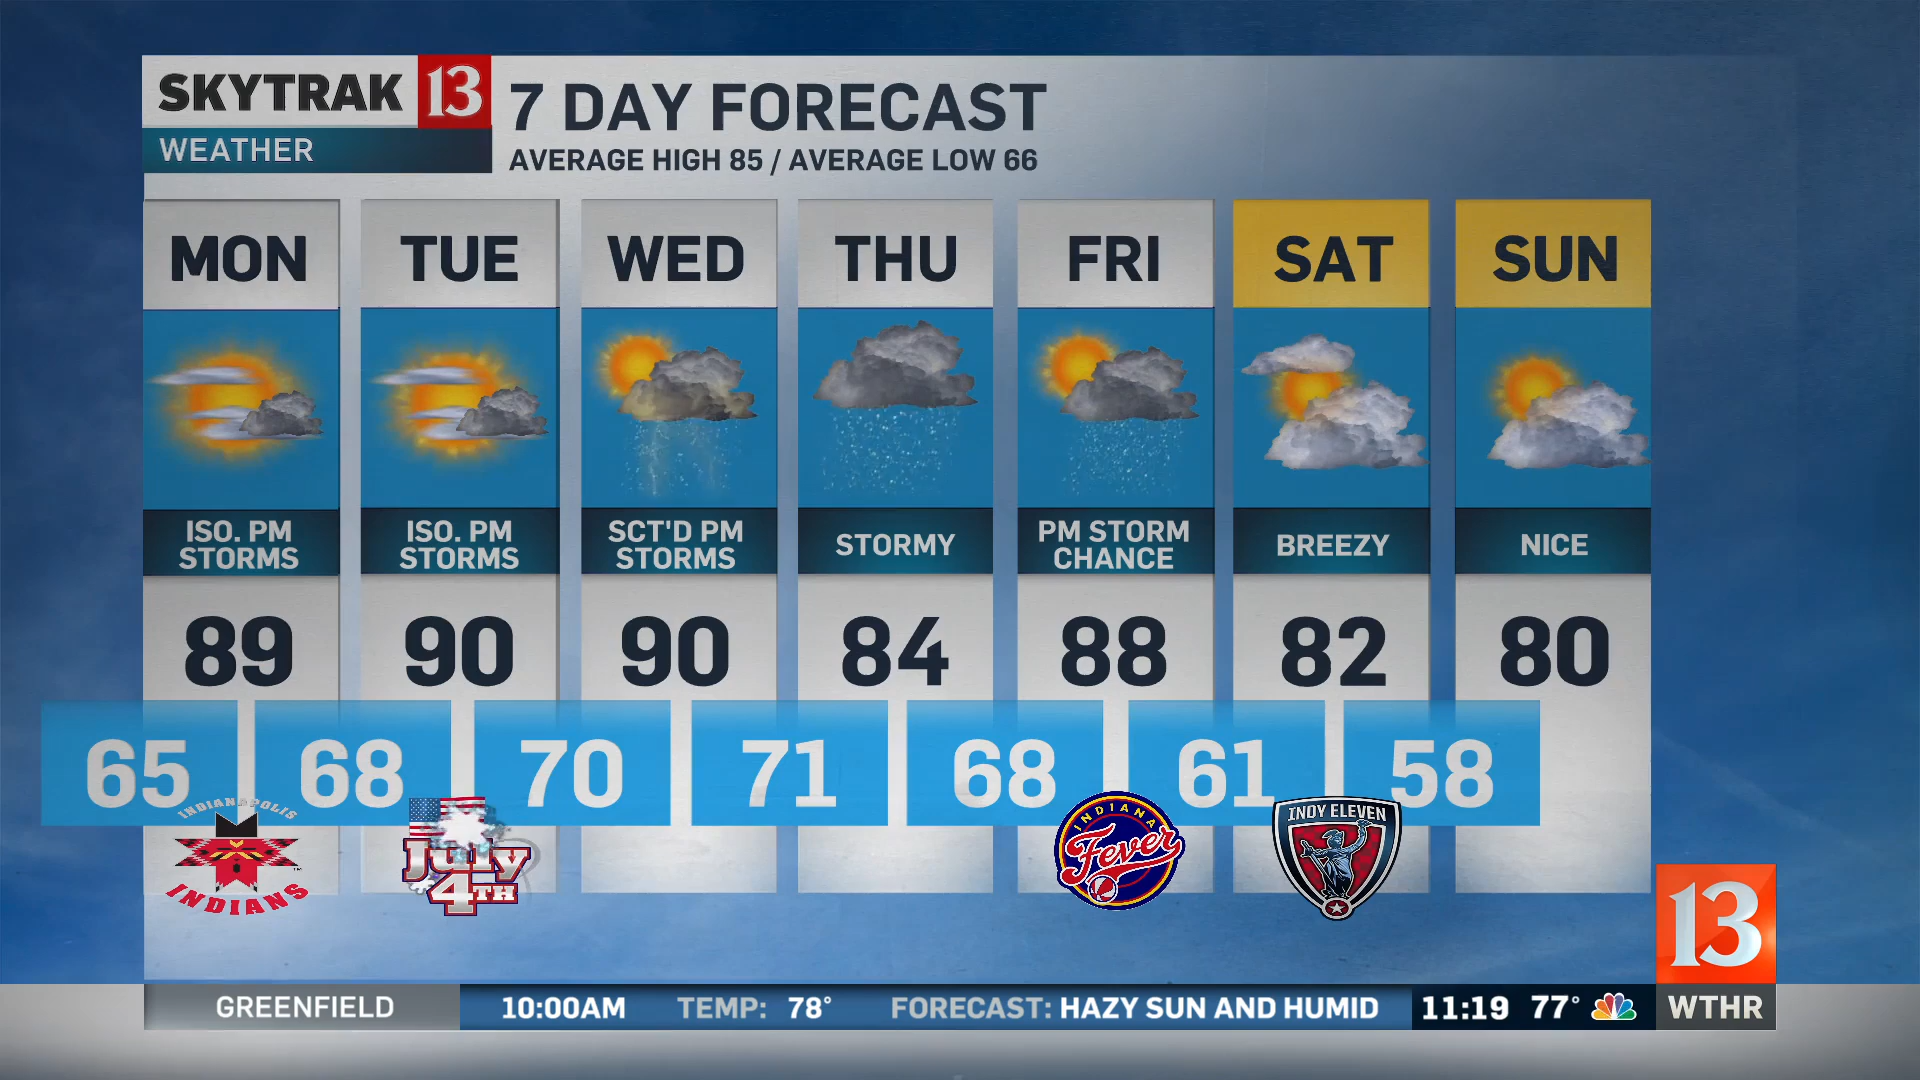 SKYTRAK 13
WEATHER
7 DAY FORECAST
AVERAGE HIGH 85 / AVERAGE LOW 66
MON TUE WED THU FRI SAT SUN
ISO. PM STORMS
ISO. PM STORMS
SCT'D PM STORMS
STORMY
PM STORM CHANCE
BREEZY
NICE
89 90 90 84 88 82 80
65 68 70 71 68 61 58
INDIANAPOLIS
INDIANS
TM
July
4TH
INDIANA
Fever
INDY ELEVEN
13
WTHR
GREENFIELD 10:00AM TEMP: 78° FORECAST: HAZY SUN AND HUMID 11:19 77°